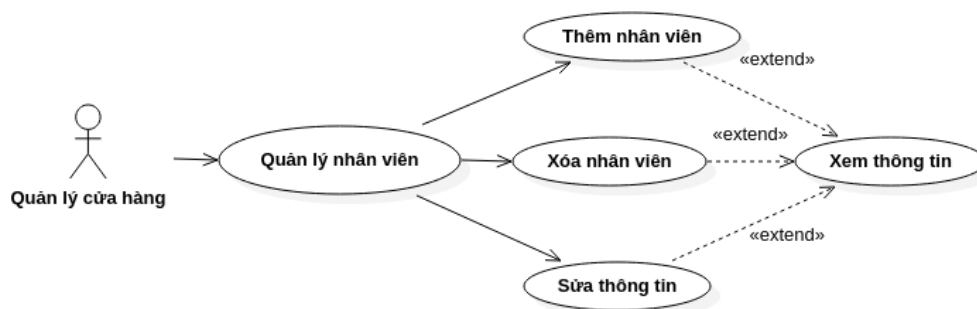 Thêm nhân viên
«extend»
Quản lý cửa hàng
Quản lý nhân viên
Xóa nhân viên
«extend»
Xem thông tin
«extend»
Sửa thông tin